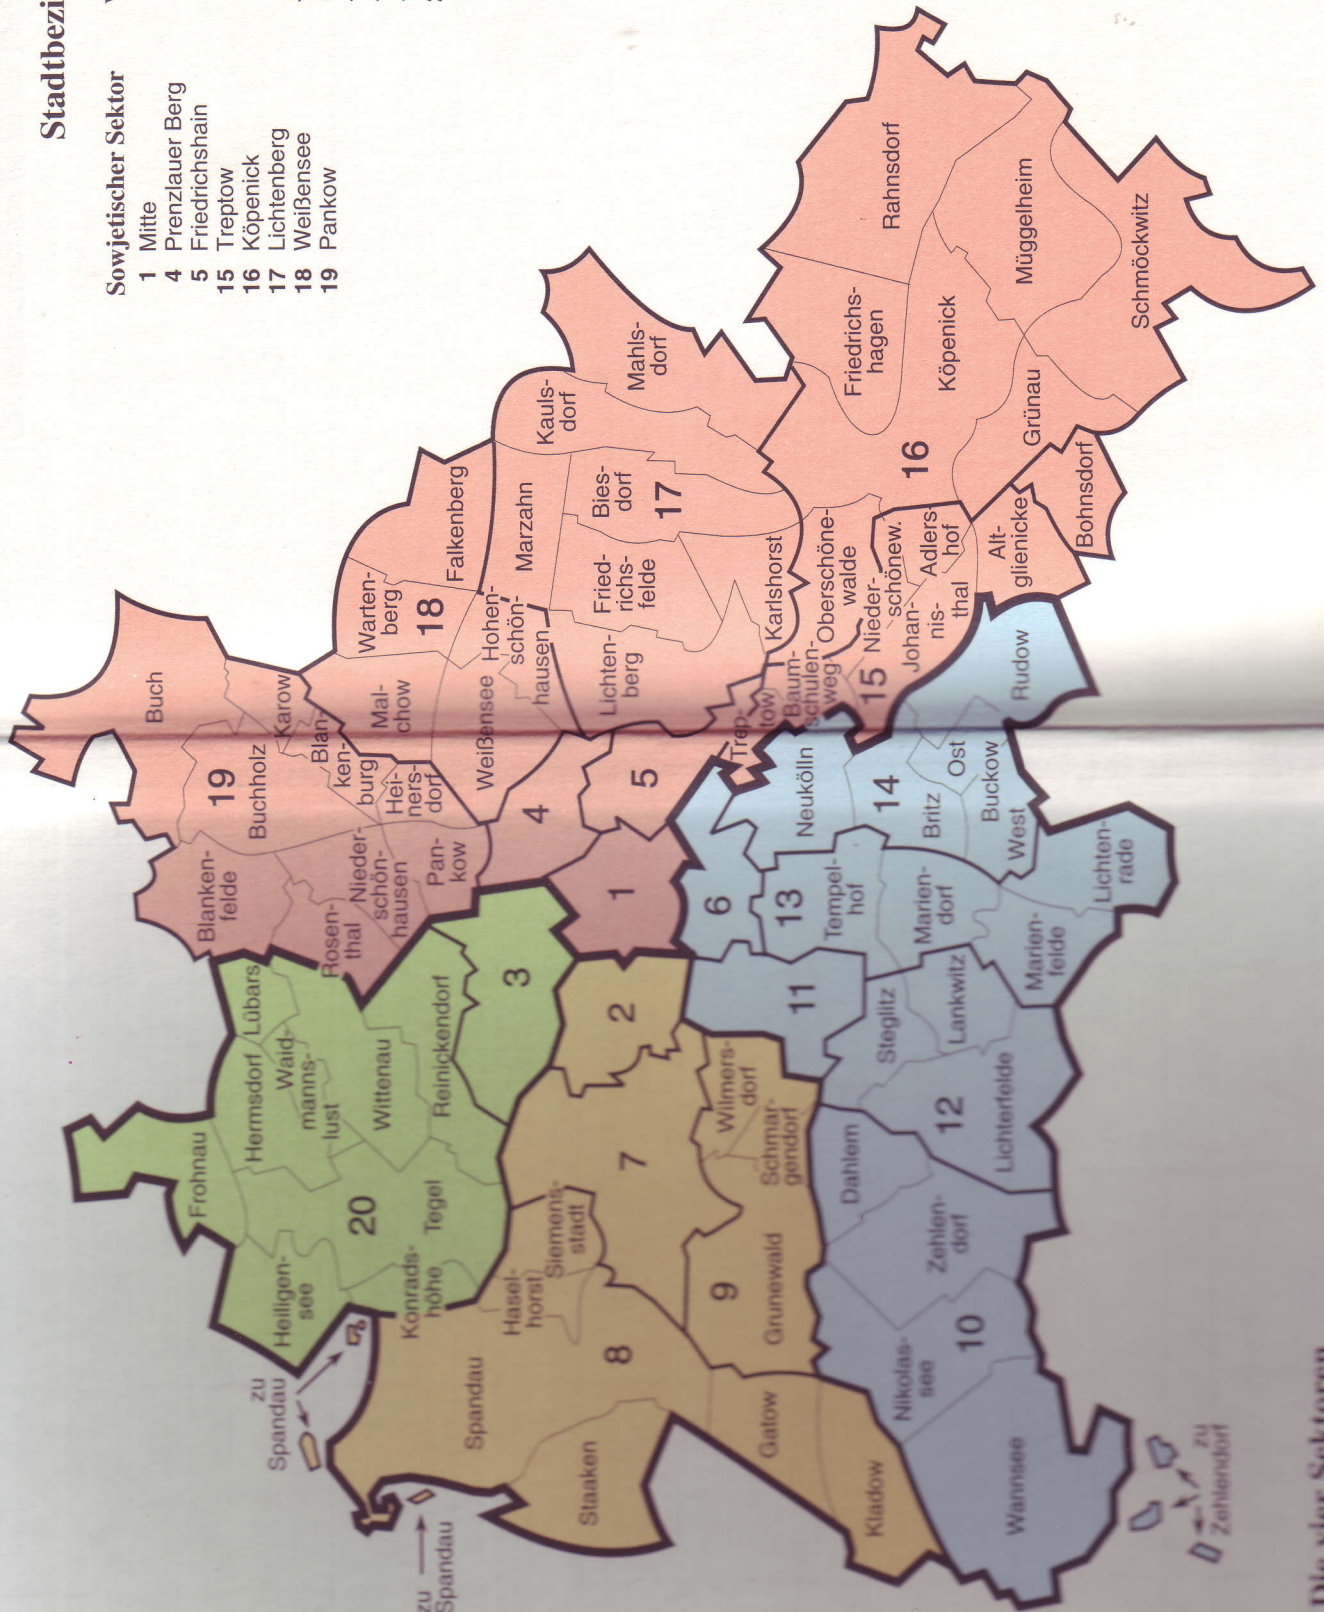 Stadtbezi
Sowjetischer Sektor
1 Mitte
4 Prenzlauer Berg
5 Friedrichshain
15 Treptow
16 Köpenick
17 Lichtenberg
18 Weißensee
19 Pankow
Buch
19
Buchholz
Karow
Blan-
ken-
burg
Blanken-
felde
Rosen-
thal
Nieder-
schön-
hausen
Pan-
kow
Hei-
ners-
dorf
Mal-
chow
Warten-
berg
18
Falkenberg
Weißensee
Hohen-
schön-
hausen
Marzahn
Kauls-
dorf
Mahls-
dorf
Bies-
dorf
17
Fried-
richs-
felde
Lichten-
berg
Karlshorst
4
5
1
Trep-
tow
Baum-
schulen-
weg
15
Oberschöne-
walde
Nieder-
schönew.
Johan-
nis-
thal
Adlers-
hof
Alt-
glienicke
Bohnsdorf
16
Köpenick
Friedrichs-
hagen
Rahnsdorf
Müggelheim
Grünau
Schmöckwitz
Frohnau
Hermsdorf
Lübars
Waid-
manns-
lust
Wittenau
Reinickendorf
20
Tegel
Heiligen-
see
Konrads-
höhe
3
2
7
Siemens-
stadt
Hasel-
horst
8
Spandau
Staaken
Gatow
Kladow
9
Grunewald
Wilmers-
dorf
Schmar-
gendorf
zu
Spandau
zu
Spandau
6
13
Tempel-
hof
Neukölln
14
Britz
Ost
Buckow
West
Rudow
Marien-
dorf
Marien-
felde
Lichten-
rade
11
Steglitz
Lankwitz
12
Lichterfelde
Dahlem
Zehlen-
dorf
10
Nikolas-
see
Wannsee
zu
Zehlendorf
Die vier Sektoren